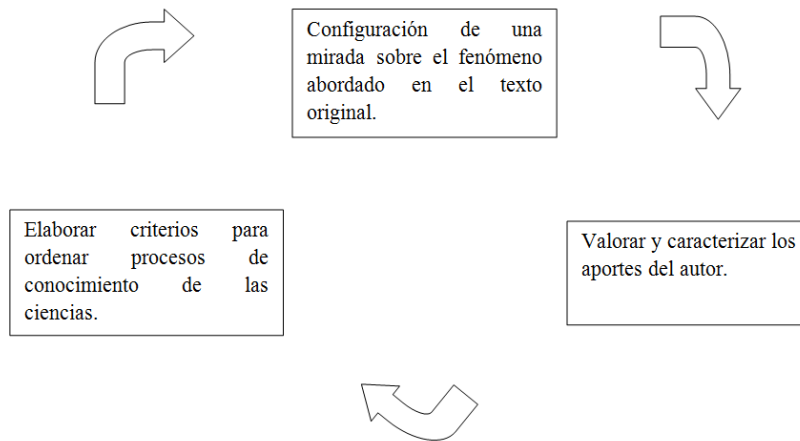 Configuración de una
mirada sobre el fenómeno
abordado en el texto
original.
Valorar y caracterizar los
aportes del autor.
Elaborar criterios para
ordenar procesos de
conocimiento de las
ciencias.